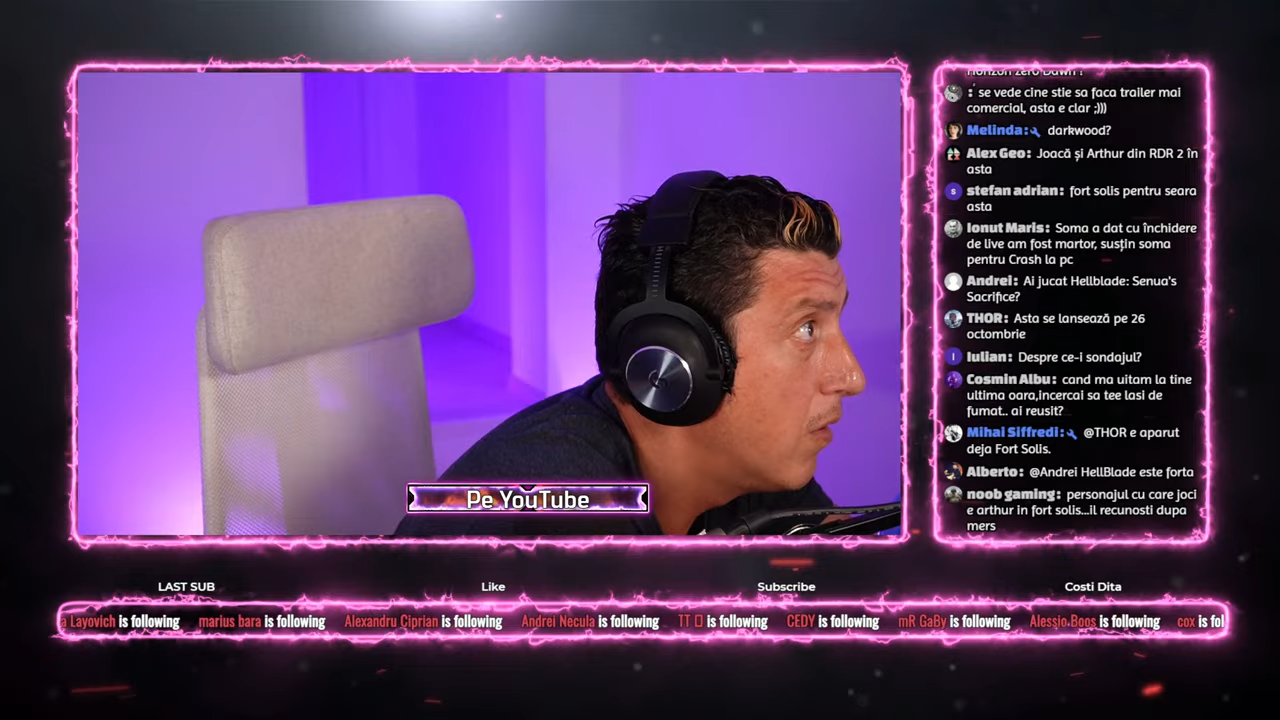 Horizon Zero Dawn ?
: se vede cine stie sa faca trailer mai
comercial, asta e clar ;)))
Melinda: darkwood?
Alex Geo: Joacă și Arthur din RDR 2 în
asta
stefan adrian: fort solis pentru seara
asta
Ionut Maris: Soma a dat cu închidere
de live am fost martor, susțin soma
pentru Crash la pc
Andrei: Ai jucat Hellblade: Senua's
Sacrifice?
THOR: Asta se lansează pe 26
octombrie
Iulian: Despre ce-i sondajul?
Cosmin Albu: cand ma uitam la tine
ultima oara,incercai sa tee lasi de
fumat.. ai reusit?
Mihai Siffredi: @THOR e aparut
deja Fort Solis.
Alberto: @Andrei HellBlade este forta
noob gaming: personajul cu care joci
e arthur in fort solis...il recunosti dupa
mers
Pe YouTube
LAST SUB Like Subscribe Costi Dita
a Layovich is following marius bara is following Alexandru Ciprian is following Andrei Necula is following TT is following CEDY is following mR GaBy is following Alessio Boos is following cox is fol